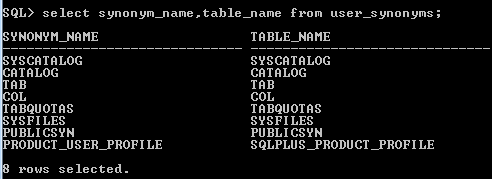 SQL> select synonym_name,table_name from user_synonyms;
SYNONYM_NAME TABLE_NAME
------------------------------ ------------------------------
SYSCATALOG SYSCATALOG
CATALOG CATALOG
TAB TAB
COL COL
TABQUOTAS TABQUOTAS
SYSFILES SYSFILES
PUBLICSYN PUBLICSYN
PRODUCT_USER_PROFILE SQLPLUS_PRODUCT_PROFILE
8 rows selected.